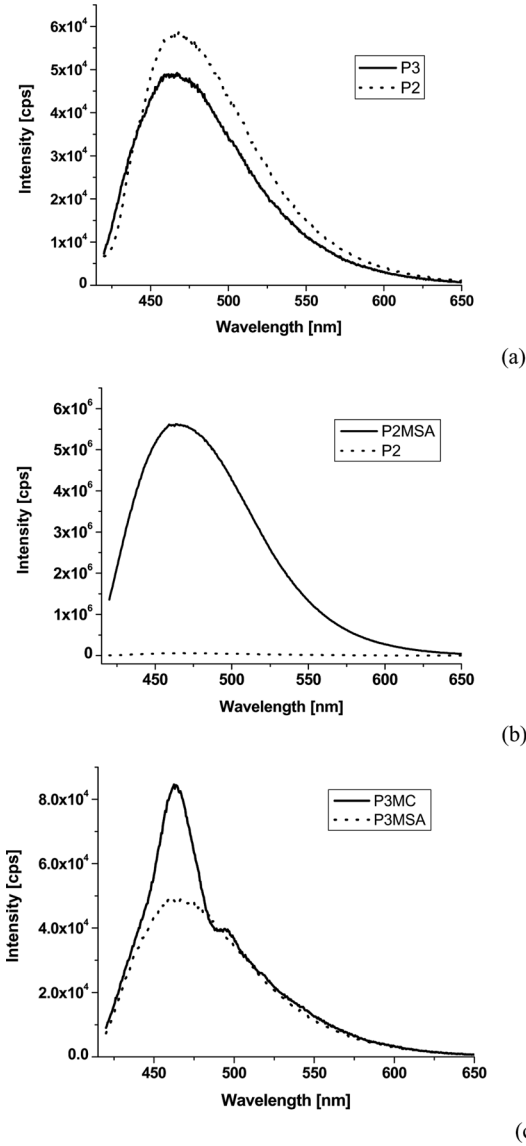 6x10⁴
5x10⁴
4x10⁴
3x10⁴
2x10⁴
1x10⁴
0
Intensity [cps]
P3
P2
450 500 550 600 650
Wavelength [nm]
(a)
6x10⁶
5x10⁶
4x10⁶
3x10⁶
2x10⁶
1x10⁶
0
Intensity [cps]
P2MSA
P2
450 500 550 600 650
Wavelength [nm]
(b)
8.0x10⁴
6.0x10⁴
4.0x10⁴
2.0x10⁴
0.0
Intensity [cps]
P3MC
P3MSA
450 500 550 600 650
Wavelength [nm]
(c